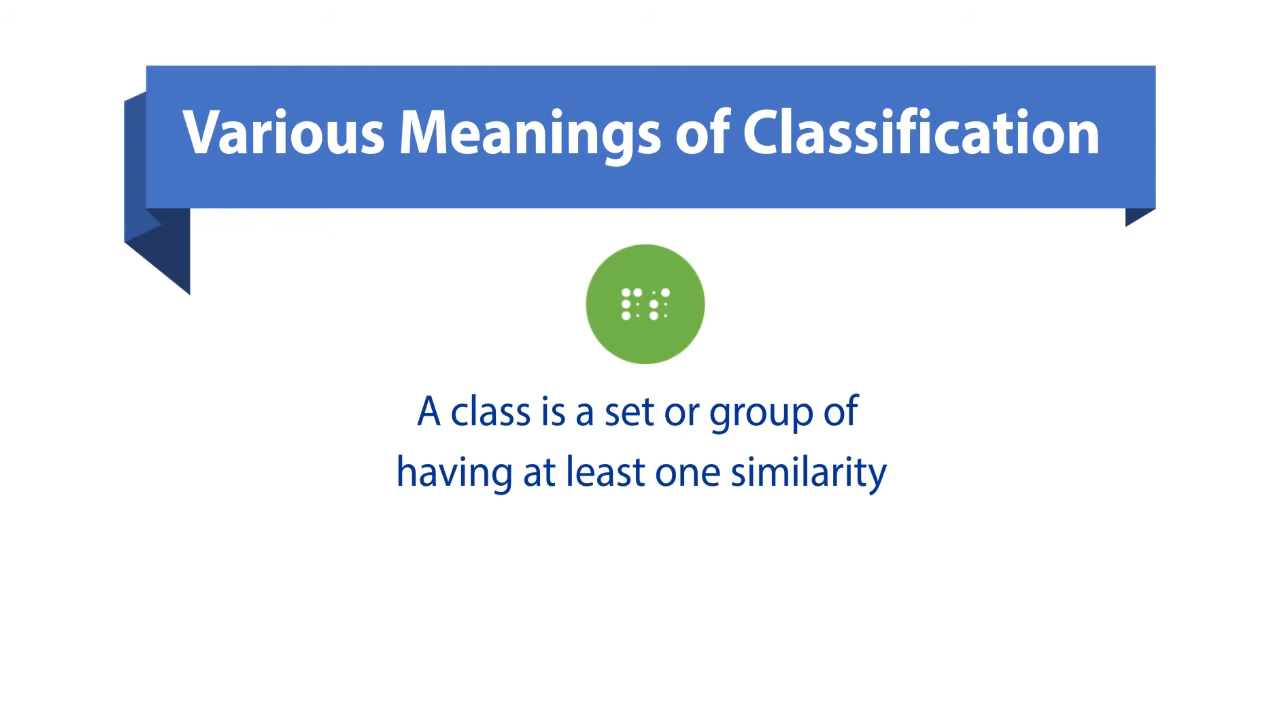 Various Meanings of Classification
A class is a set or group of
having at least one similarity